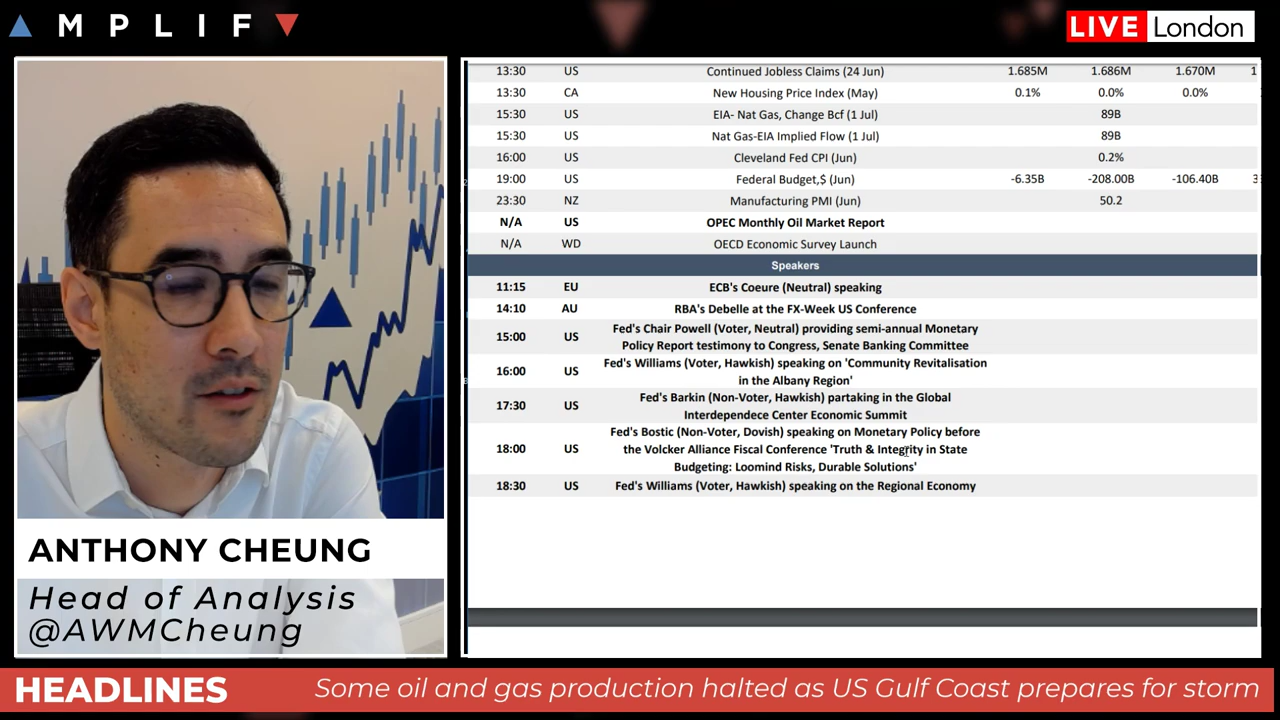 ▲ M P L I F ▼
LIVE London
13:30 US Continued Jobless Claims (24 Jun) 1.685M 1.686M 1.670M 1
13:30 CA New Housing Price Index (May) 0.1% 0.0% 0.0%
15:30 US EIA- Nat Gas, Change Bcf (1 Jul) 89B
15:30 US Nat Gas-EIA Implied Flow (1 Jul) 89B
16:00 US Cleveland Fed CPI (Jun) 0.2%
19:00 US Federal Budget,$ (Jun) -6.35B -208.00B -106.40B 3
23:30 NZ Manufacturing PMI (Jun) 50.2
N/A US OPEC Monthly Oil Market Report
N/A WD OECD Economic Survey Launch
Speakers
11:15 EU ECB's Coeure (Neutral) speaking
14:10 AU RBA's Debelle at the FX-Week US Conference
15:00 US Fed's Chair Powell (Voter, Neutral) providing semi-annual Monetary
Policy Report testimony to Congress, Senate Banking Committee
16:00 US Fed's Williams (Voter, Hawkish) speaking on 'Community Revitalisation
in the Albany Region'
17:30 US Fed's Barkin (Non-Voter, Hawkish) partaking in the Global
Interdependece Center Economic Summit
18:00 US Fed's Bostic (Non-Voter, Dovish) speaking on Monetary Policy before
the Volcker Alliance Fiscal Conference 'Truth & Integrity in State
Budgeting: Loomind Risks, Durable Solutions'
18:30 US Fed's Williams (Voter, Hawkish) speaking on the Regional Economy
ANTHONY CHEUNG
Head of Analysis
@AWMCheung
HEADLINES Some oil and gas production halted as US Gulf Coast prepares for storm